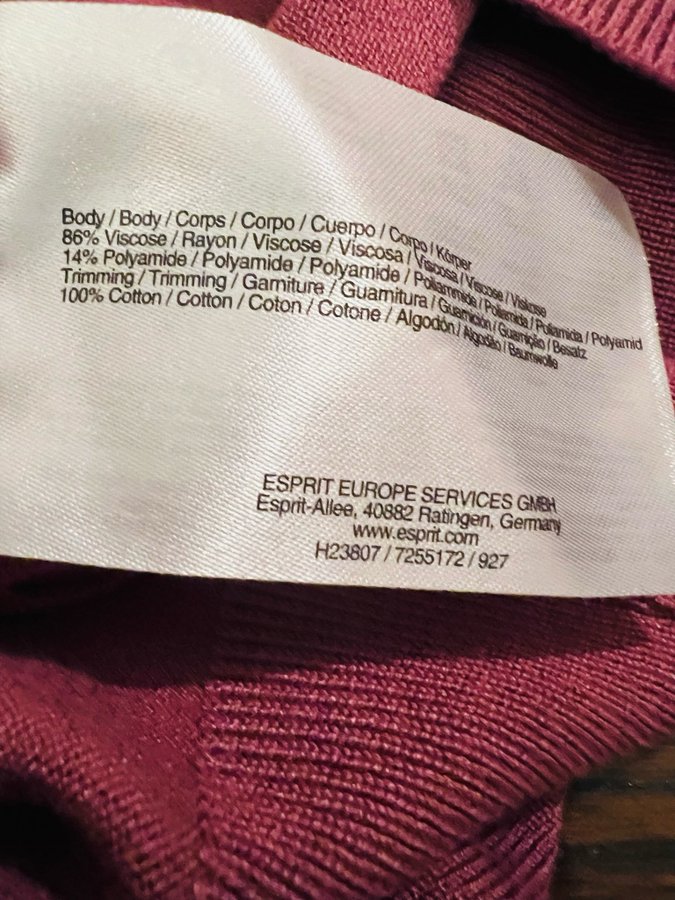 Body / Body / Corps / Corpo / Cuerpo / Corpo / Körper
86% Viscose / Rayon / Viscose / Viscosa / Viscosa / Viscose / Viskose
14% Polyamide / Polyamide / Polyamide / Poliammide / Poliamida / Poliamida / Polyamid
Trimming / Trimming / Garniture / Guarnitura / Guarnición / Guarnição / Besatz
100% Cotton / Cotton / Coton / Cotone / Algodón / Algodão / Baumwolle
ESPRIT EUROPE SERVICES GMBH
Esprit-Allee, 40882 Ratingen, Germany
www.esprit.com
H23807 / 7255172 / 927